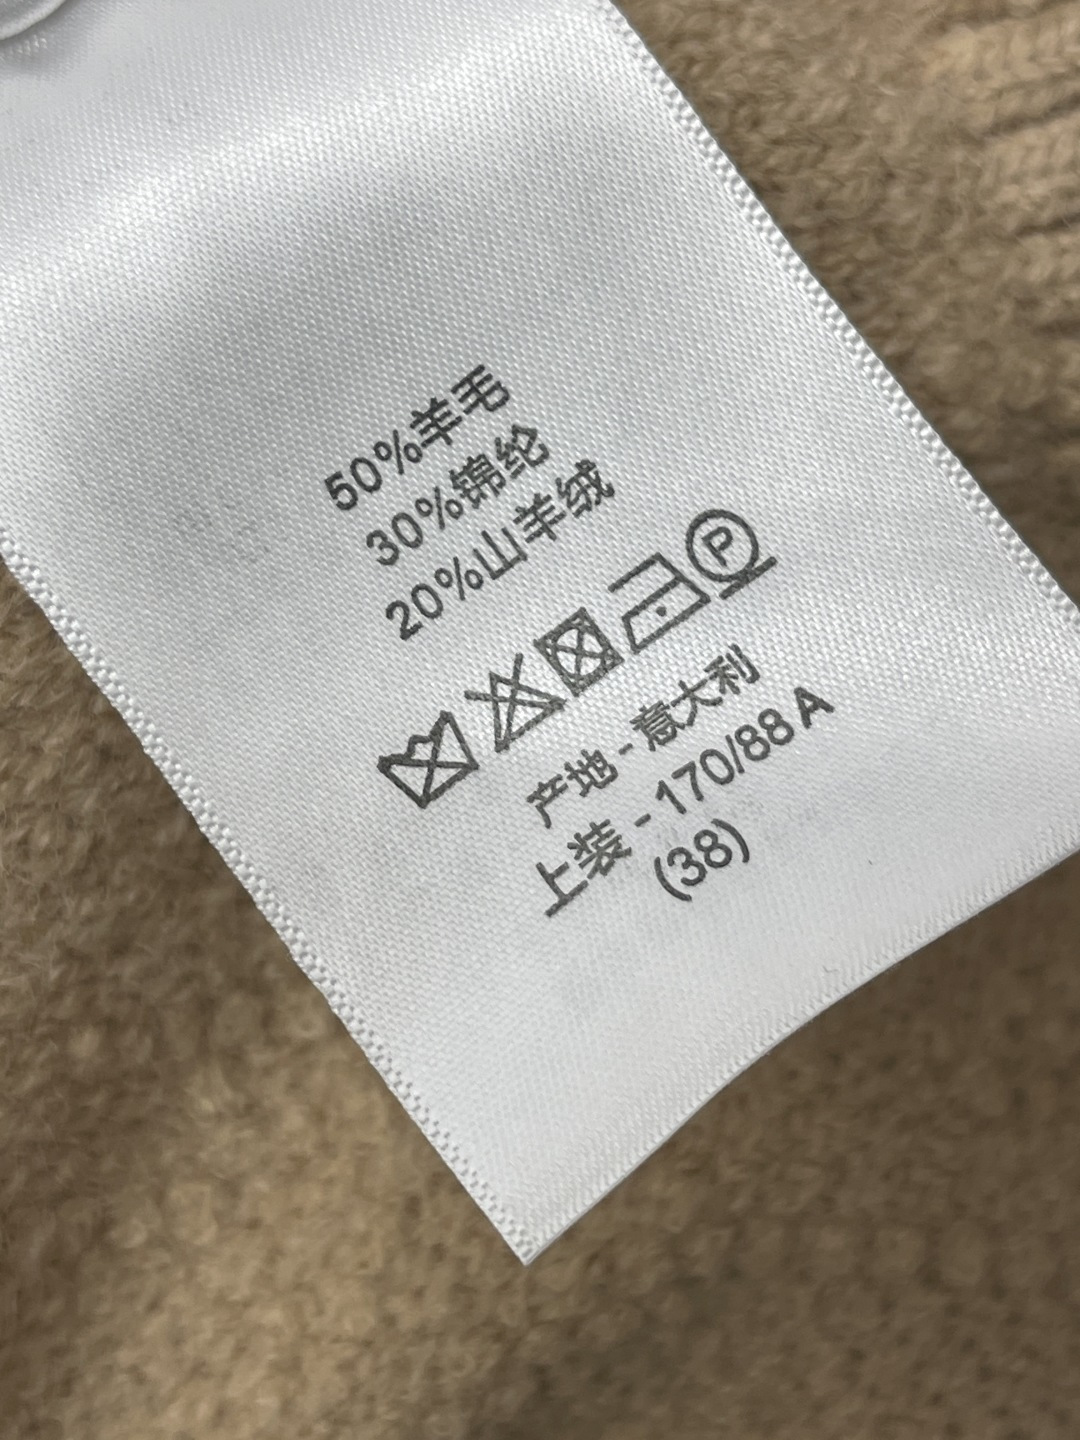 50%羊毛
30%锦纶
20%山羊绒
P
产地 - 意大利
上装 - 170/88 A
(38)